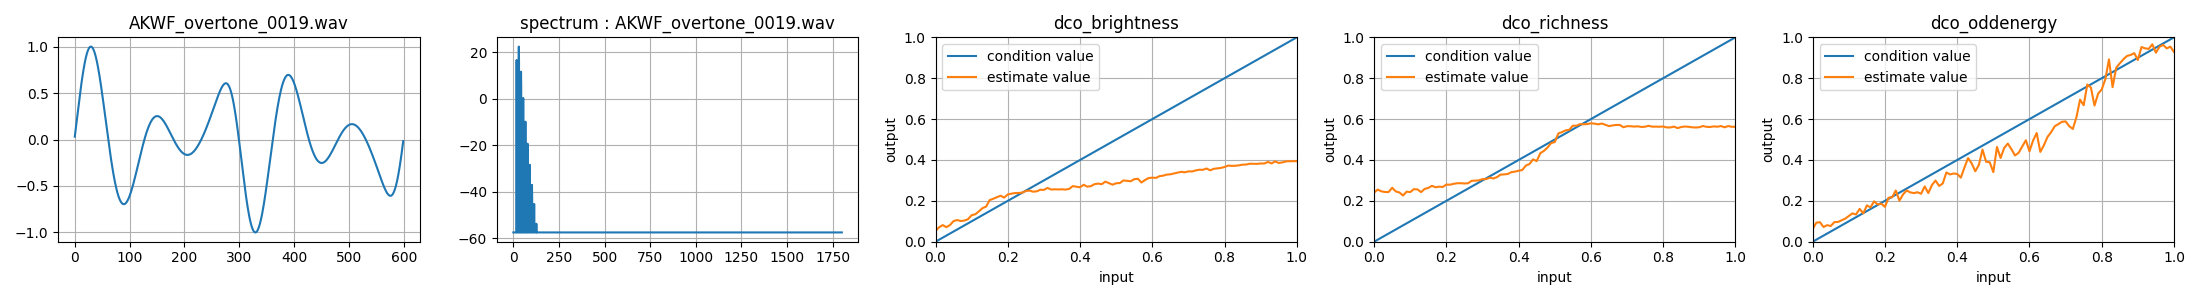 AKWF_overtone_0019.wav
1.0
0.5
0.0
−0.5
−1.0
0 100 200 300 400 500 600
spectrum : AKWF_overtone_0019.wav
20
0
−20
−40
−60
0 250 500 750 1000 1250 1500 1750
dco_brightness
condition value
estimate value
output
1.0
0.8
0.6
0.4
0.2
0.0
0.0 0.2 0.4 0.6 0.8 1.0
input
dco_richness
condition value
estimate value
output
1.0
0.8
0.6
0.4
0.2
0.0
0.0 0.2 0.4 0.6 0.8 1.0
input
dco_oddenergy
condition value
estimate value
output
1.0
0.8
0.6
0.4
0.2
0.0
0.0 0.2 0.4 0.6 0.8 1.0
input